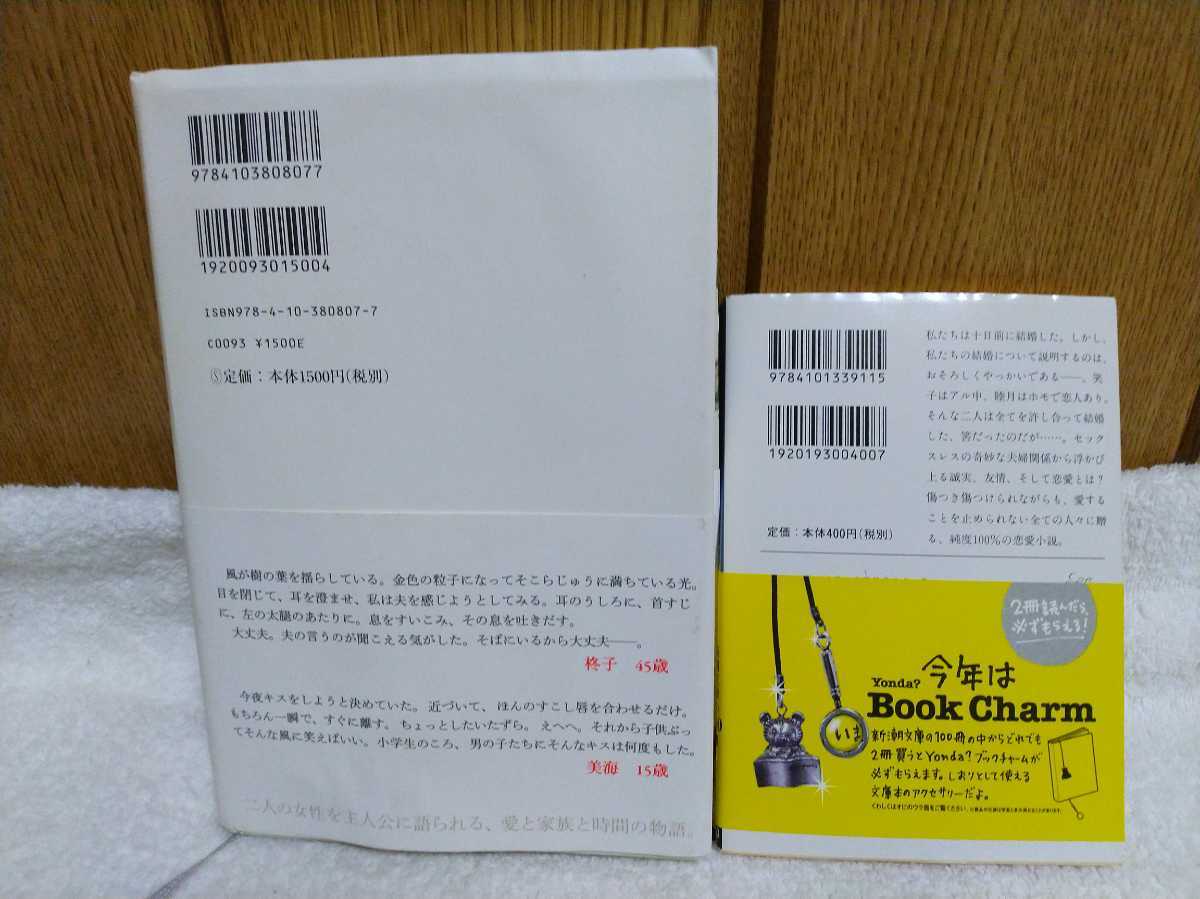 9784103808077
1920093015004
ISBN978-4-10-380807-7
C0093 ¥1500E
Ⓢ定価：本体1500円(税別)
風が樹の葉を揺らしている。金色の粒子になってそこらじゅうに満ちている光。
目を閉じて、耳を澄ませ、私は夫を感じようとしてみる。耳のうしろに、首すじ
に、左の太腿のあたりに。息をすいこみ、その息を吐きだす。
大丈夫。夫の言うのが聞こえる気がした。そばにいるから大丈夫──。
柊子 45歳
今夜キスをしようと決めていた。近づいて、ほんのすこし唇を合わせるだけ。
もちろん一瞬で、すぐに離す。ちょっとしたいたずら。えへへ。それから子供ぶっ
てそんな風に笑えばいい。小学生のころ、男の子たちにそんなキスは何度もした。
美海 15歳
二人の女性を主人公に語られる、愛と家族と時間の物語。
9784101339115
1920193004007
定価：本体400円(税別)
私たちは十日前に結婚した。しかし、
私たちの結婚について説明するのは、
おそろしくやっかいである──。笑
子はアル中、睦月はホモで恋人あり。
そんな二人は全てを許し合って結婚
した、筈だったのだが……。セック
スレスの奇妙な夫婦関係から浮かび
上る誠実、友情、そして恋愛とは？
傷つき傷つけられながらも、愛する
ことを止められない全ての人々に贈
る、純度100％の恋愛小説。
2冊読んだら、
必ずもらえる！
Yonda?
今年は
Book Charm
いま
新潮文庫の100冊の中からどれでも
2冊買うとYonda？ブックチャームが
必ずもらえます。しおりとして使える
文庫本のアクセサリーだよ。